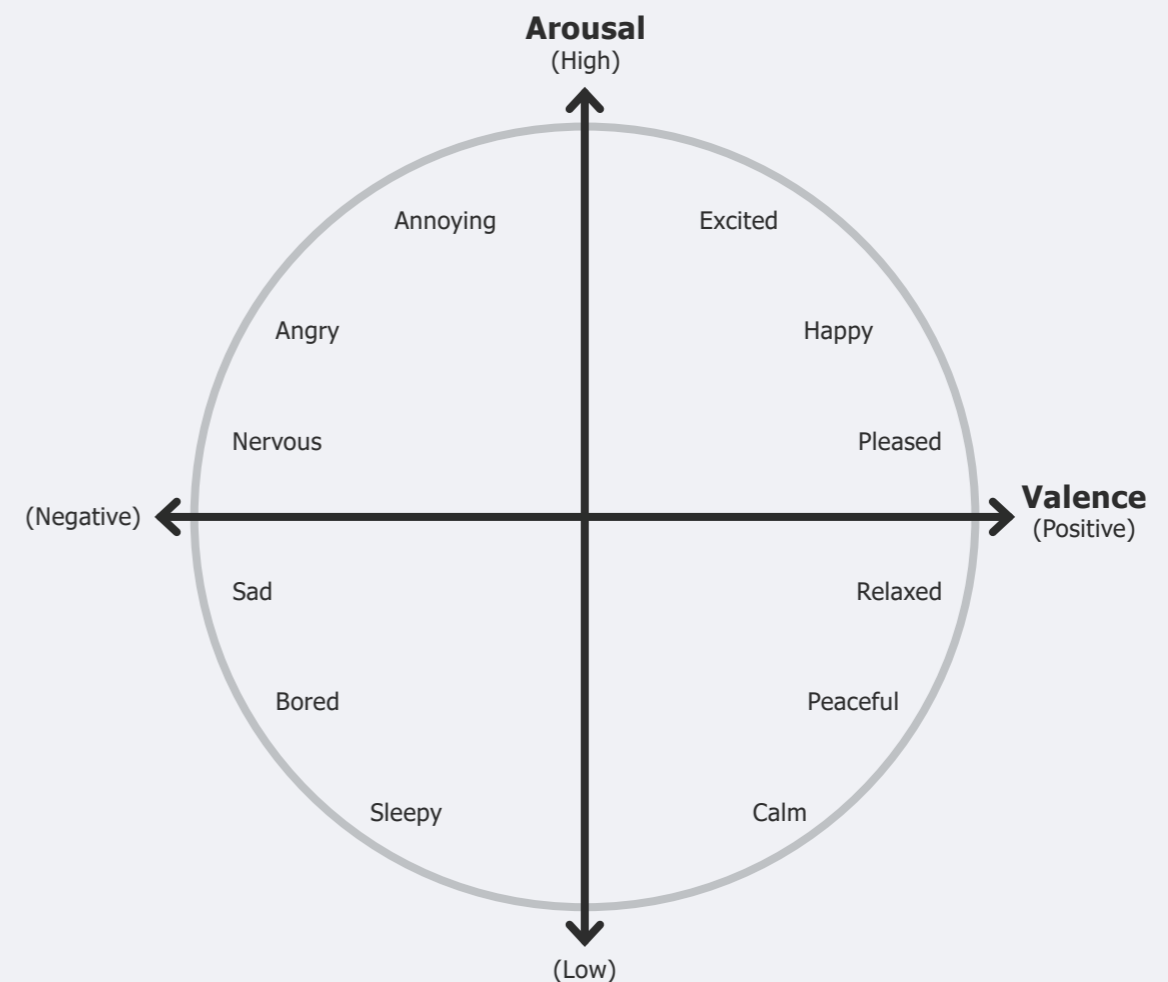 Arousal
(High)
Annoying
Excited
Angry
Happy
Nervous
Pleased
(Negative)
Valence
(Positive)
Sad
Relaxed
Bored
Peaceful
Sleepy
Calm
(Low)